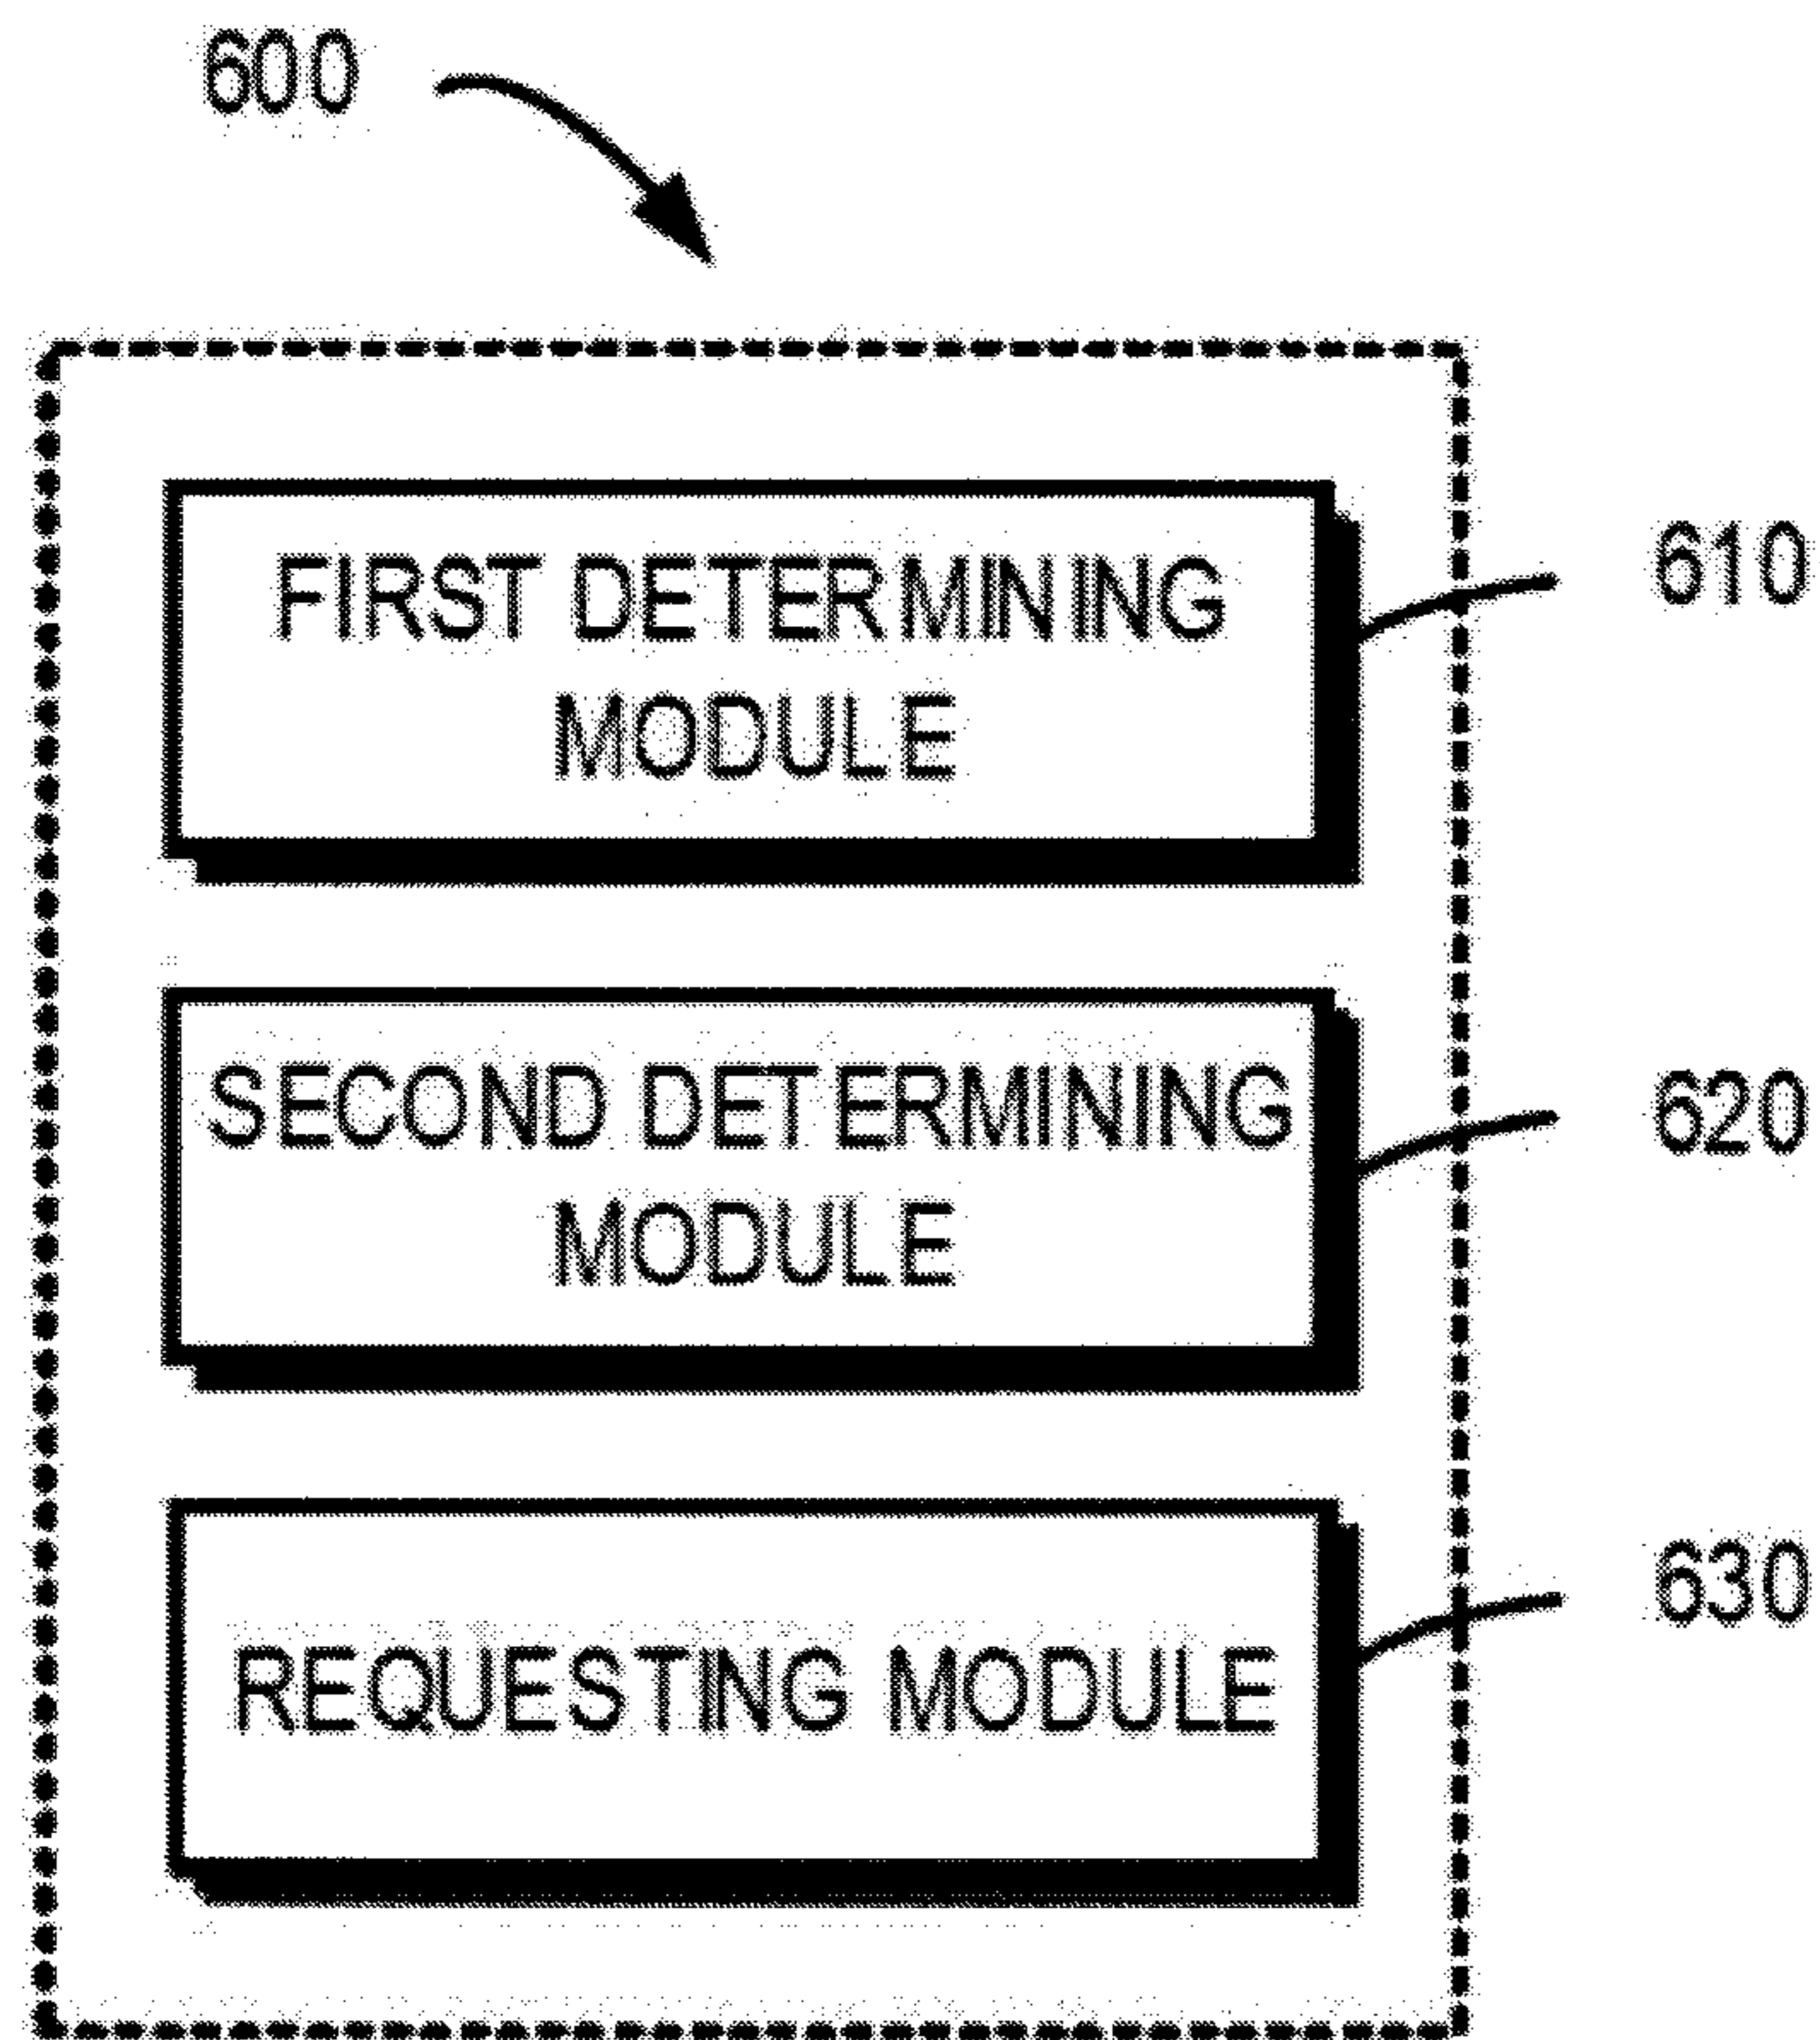 600
FIRST DETERMINING
MODULE
610
SECOND DETERMINING
MODULE
620
REQUESTING MODULE
630